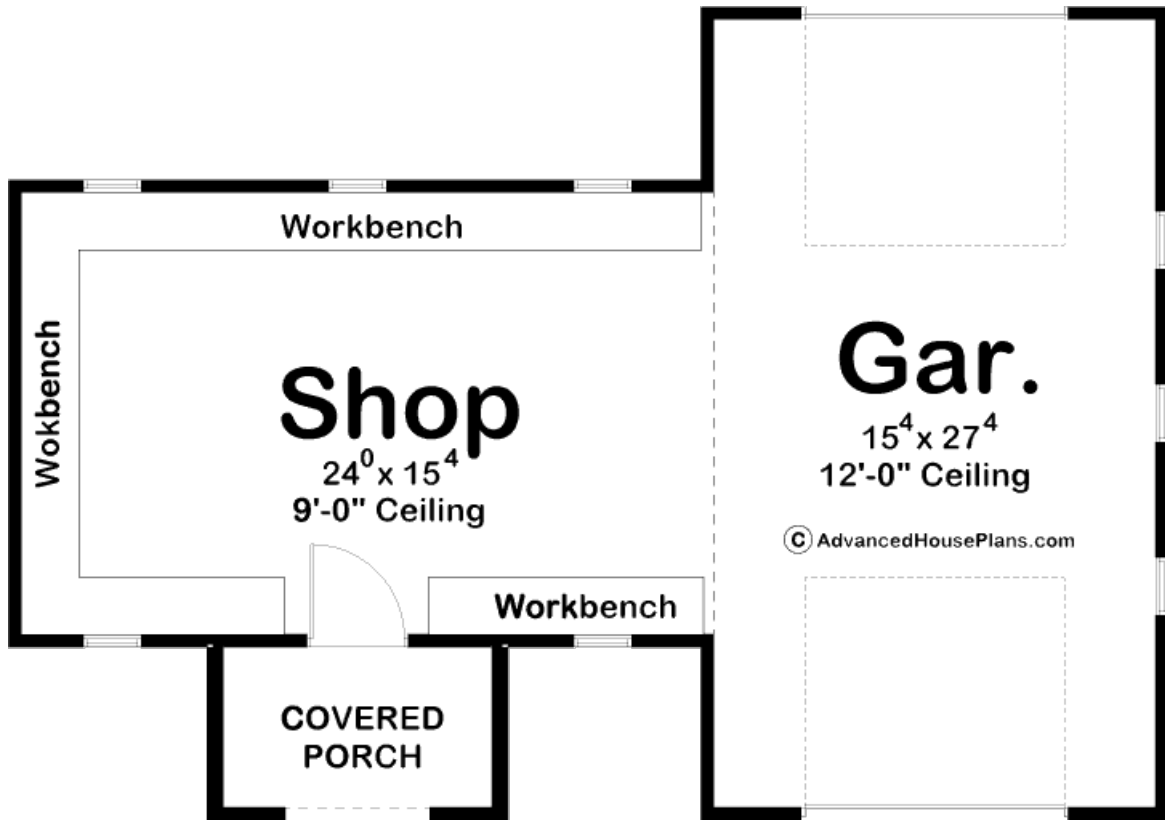 Workbench
Wokbench
Shop
24⁰ x 15⁴
9'-0" Ceiling
Gar.
15⁴ x 27⁴
12'-0" Ceiling
© AdvancedHousePlans.com
Workbench
COVERED
PORCH